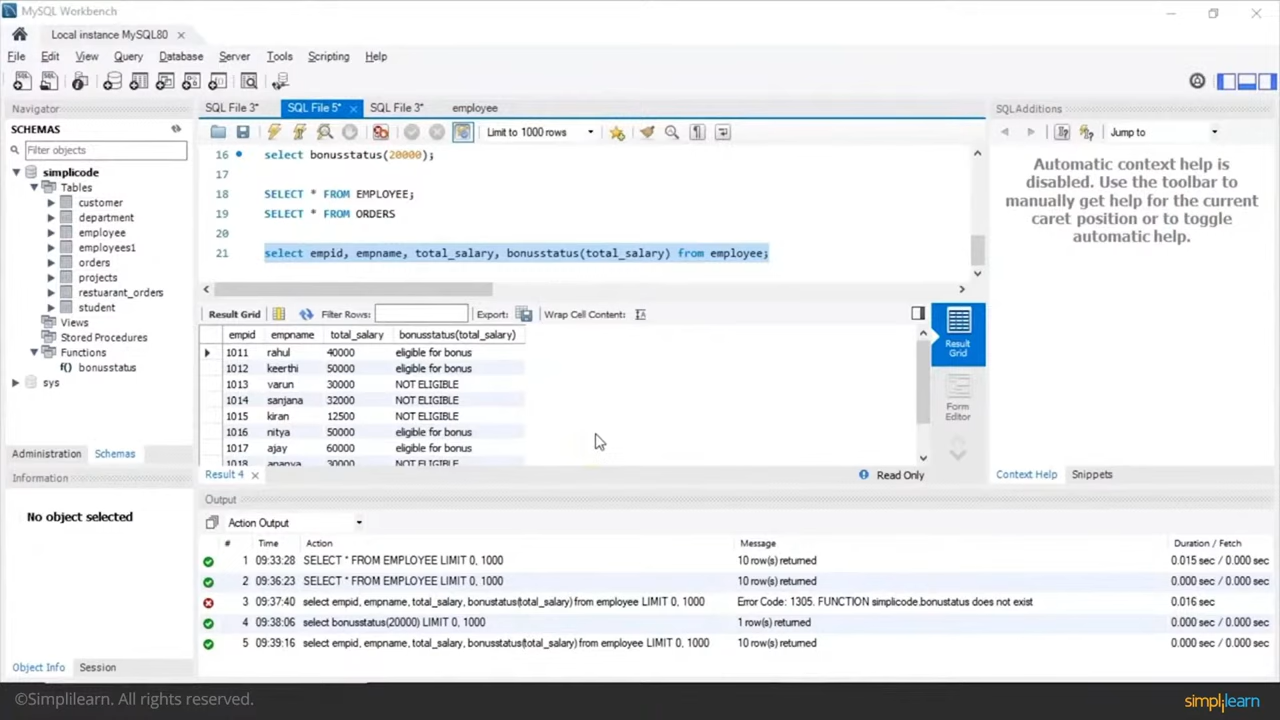 MySQL Workbench
Local instance MySQL80
File Edit View Query Database Server Tools Scripting Help
Navigator
SCHEMAS
Filter objects
simplicode
Tables
customer
department
employee
employees1
orders
projects
restuarant_orders
student
Views
Stored Procedures
Functions
f() bonusstatus
sys
Administration Schemas
Information
No object selected
Object Info Session
SQL File 3* SQL File 5* SQL File 3* employee
Limit to 1000 rows
16 select bonusstatus(20000);
17
18 SELECT * FROM EMPLOYEE;
19 SELECT * FROM ORDERS
20
21 select empid, empname, total_salary, bonusstatus(total_salary) from employee;
Result Grid Filter Rows: Export: Wrap Cell Content: IA
empid empname total_salary bonusstatus(total_salary)
1011 rahul 40000 eligible for bonus
1012 keerthi 50000 eligible for bonus
1013 varun 30000 NOT ELIGIBLE
1014 sanjana 32000 NOT ELIGIBLE
1015 kiran 12500 NOT ELIGIBLE
1016 nitya 50000 eligible for bonus
1017 ajay 60000 eligible for bonus
1018 ananya 30000 NOT ELIGIBLE
Result Grid
Form Editor
Result 4 Read Only
SQLAdditions
Jump to
Automatic context help is
disabled. Use the toolbar to
manually get help for the current
caret position or to toggle
automatic help.
Context Help Snippets
Output
Action Output
# Time Action Message Duration / Fetch
1 09:33:28 SELECT * FROM EMPLOYEE LIMIT 0, 1000 10 row(s) returned 0.015 sec / 0.000 sec
2 09:36:23 SELECT * FROM EMPLOYEE LIMIT 0, 1000 10 row(s) returned 0.000 sec / 0.000 sec
3 09:37:40 select empid, empname, total_salary, bonustatus(total_salary) from employee LIMIT 0, 1000 Error Code: 1305. FUNCTION simplicode.bonustatus does not exist 0.016 sec
4 09:38:06 select bonusstatus(20000) LIMIT 0, 1000 1 row(s) returned 0.000 sec / 0.000 sec
5 09:39:16 select empid, empname, total_salary, bonusstatus(total_salary) from employee LIMIT 0, 1000 10 row(s) returned 0.000 sec / 0.000 sec
©Simplilearn. All rights reserved.
simplilearn